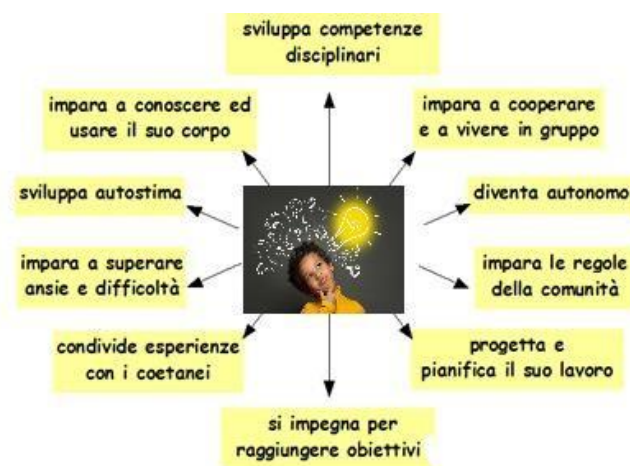 sviluppa competenze
disciplinari
impara a conoscere ed
usare il suo corpo
impara a cooperare
e a vivere in gruppo
sviluppa autostima
diventa autonomo
impara a superare
ansie e difficoltà
impara le regole
della comunità
condivide esperienze
con i coetanei
progetta e
pianifica il suo lavoro
si impegna per
raggiungere obiettivi